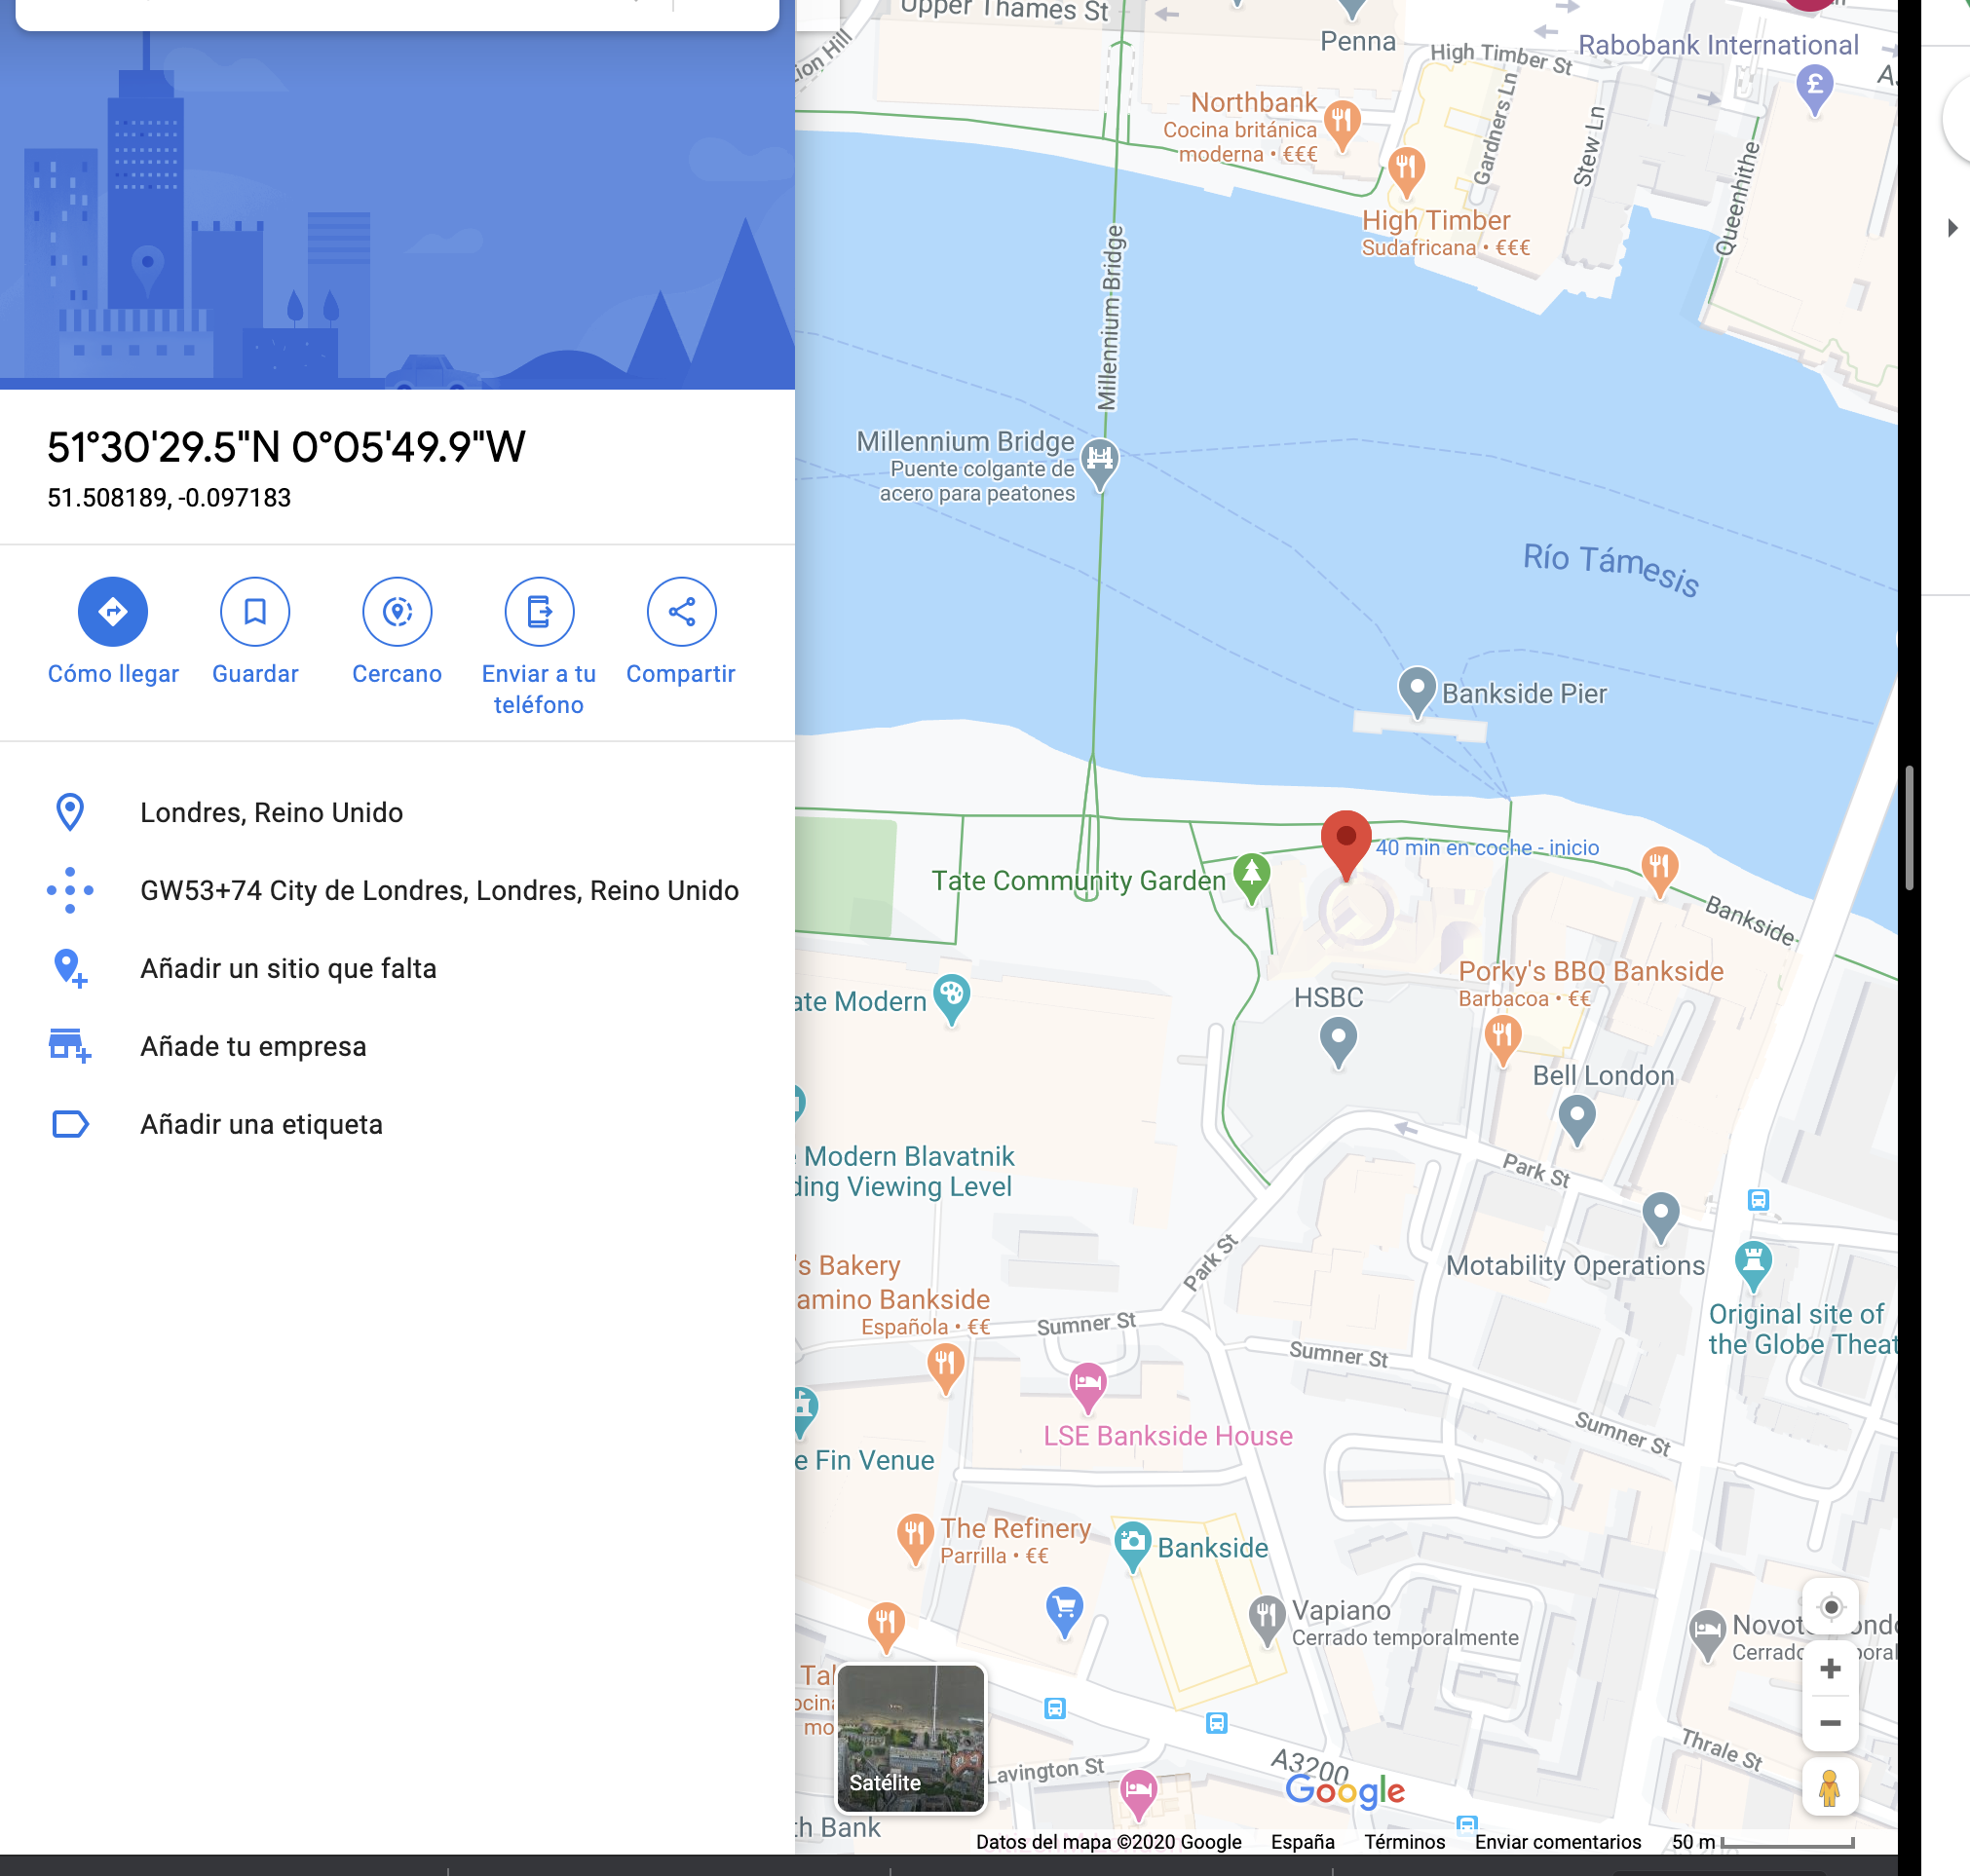 51°30'29.5"N 0°05'49.9"W
51.508189, -0.097183
Cómo llegar
Guardar
Cercano
Enviar a tu
teléfono
Compartir
Londres, Reino Unido
GW53+74 City de Londres, Londres, Reino Unido
Añadir un sitio que falta
Añade tu empresa
Añadir una etiqueta
Upper Thames St
ion Hill
Penna
High Timber St
Rabobank International
Northbank
Cocina británica
moderna • €€€
Gardners Ln
Stew Ln
Queenhithe
High Timber
Sudafricana • €€€
Millennium Bridge
Millennium Bridge
Puente colgante de
acero para peatones
Río Támesis
Bankside Pier
40 min en coche - inicio
Tate Community Garden
Bankside
ate Modern
HSBC
Porky's BBQ Bankside
Barbacoa • €€
Bell London
Modern Blavatnik
ding Viewing Level
Park St
Park St
Motability Operations
's Bakery
amino Bankside
Española • €€
Sumner St
Sumner St
Original site of
the Globe Theat
LSE Bankside House
Sumner St
e Fin Venue
The Refinery
Parrilla • €€
Bankside
Vapiano
Cerrado temporalmente
Novot ond
Cerrado oral
Tal
ocina
mo
Satélite
Lavington St
A3200
Thrale St
Google
th Bank
Datos del mapa ©2020 Google España Términos Enviar comentarios 50 m